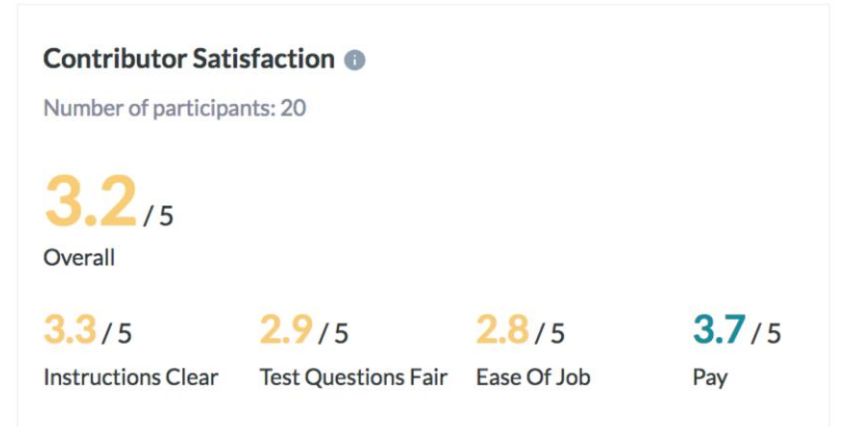 Contributor Satisfaction i
Number of participants: 20
3.2 / 5
Overall
3.3 / 5 2.9 / 5 2.8 / 5 3.7 / 5
Instructions Clear Test Questions Fair Ease Of Job Pay